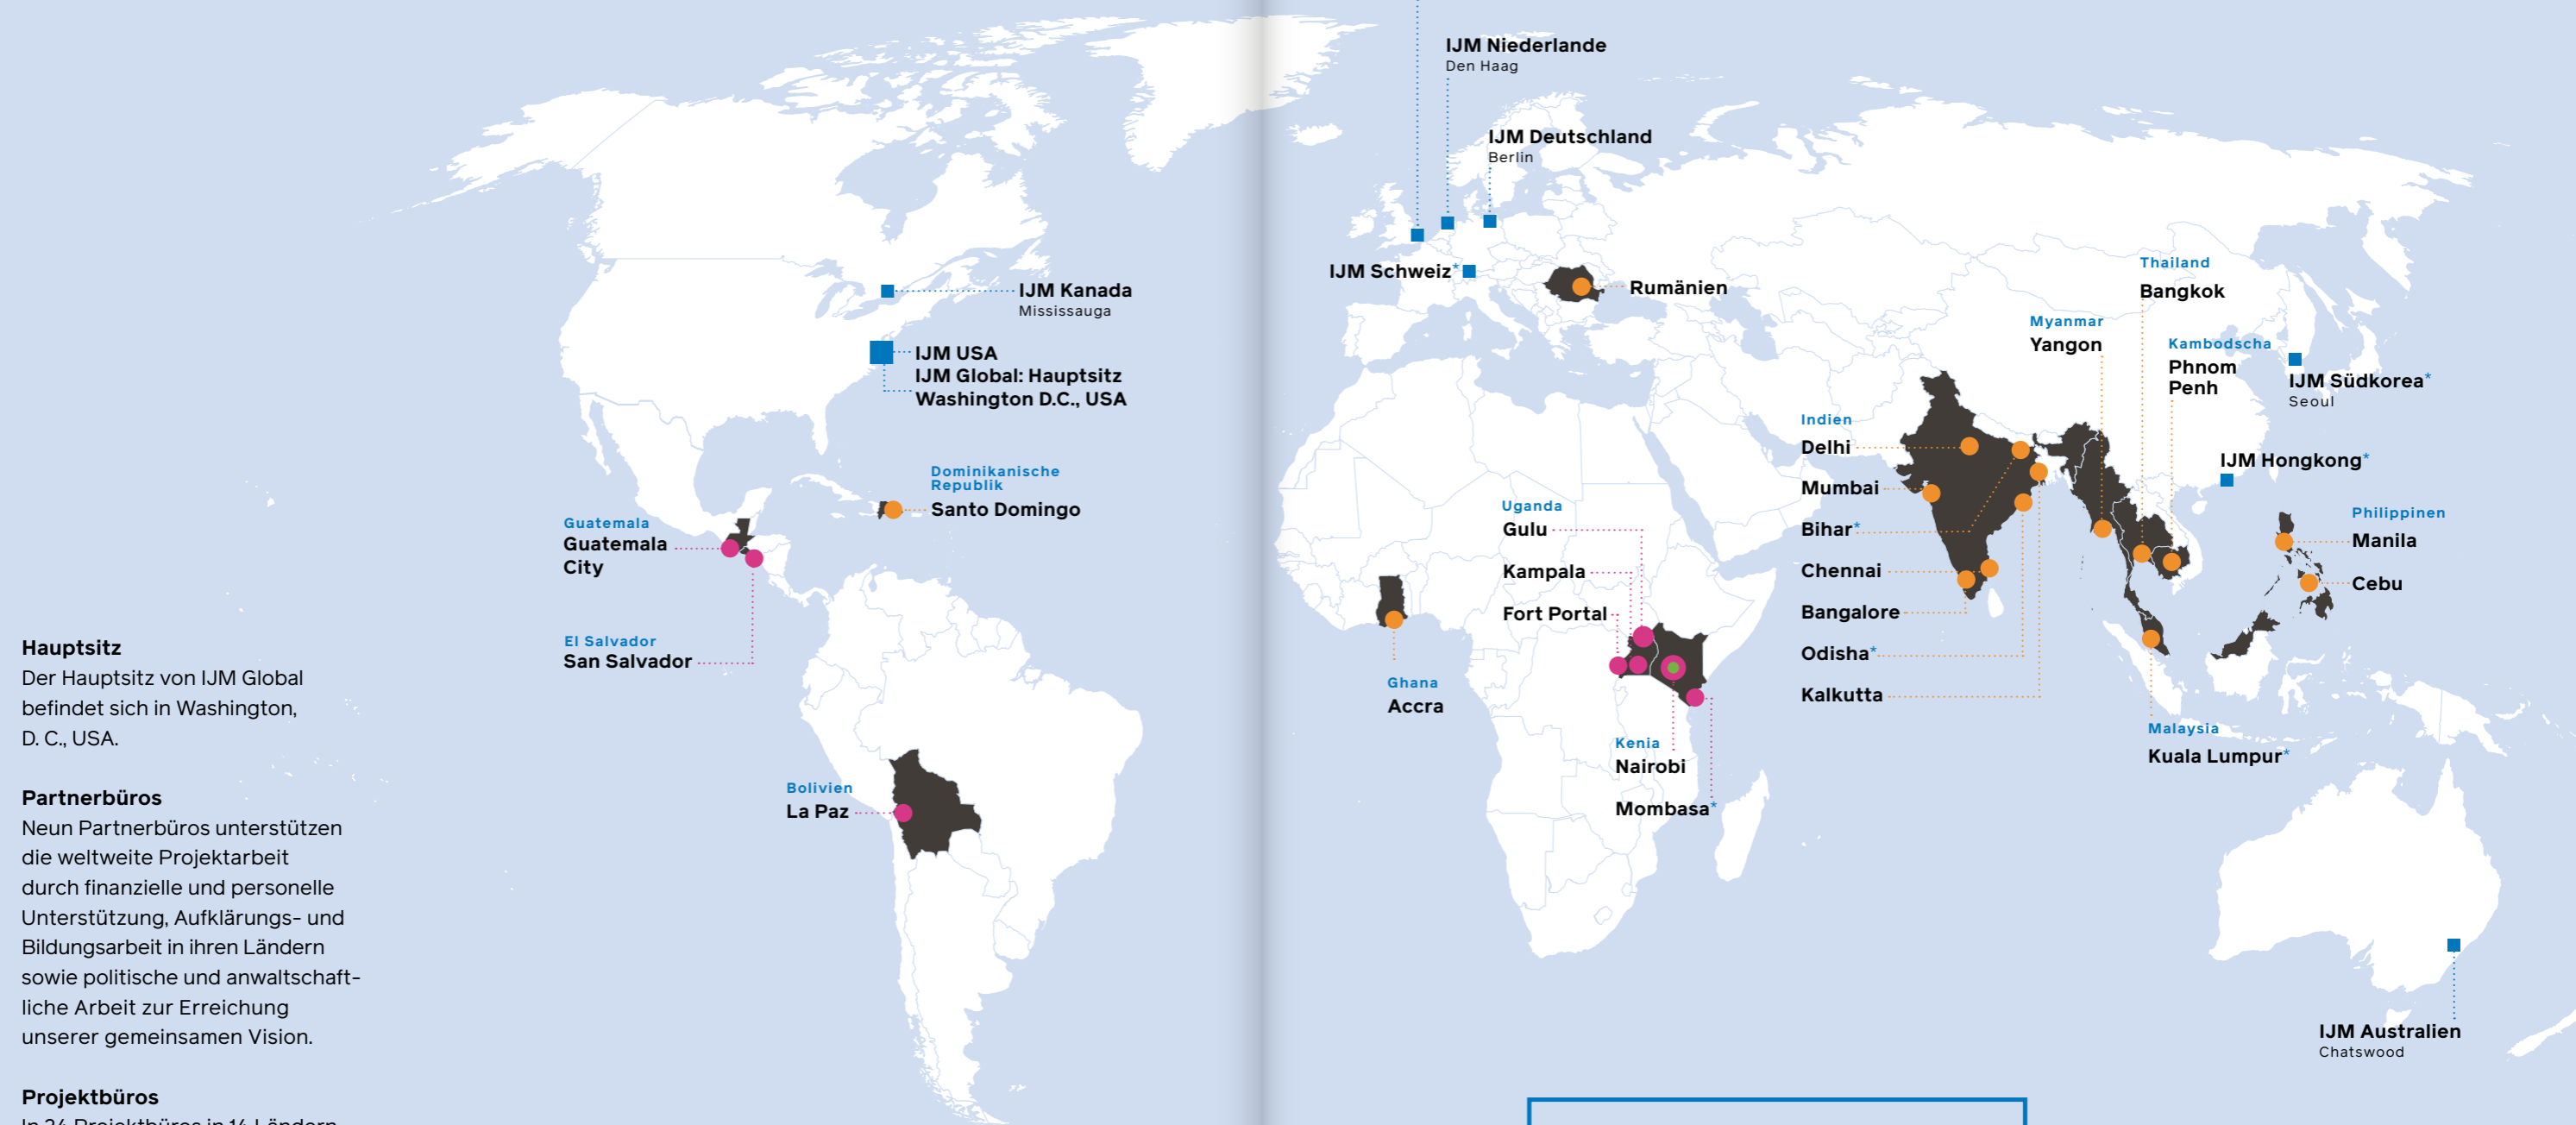 IJM Niederlande
Den Haag
IJM Deutschland
Berlin
IJM Schweiz*
Rumänien
IJM Kanada
Mississauga
IJM USA
IJM Global: Hauptsitz
Washington D.C., USA
Dominikanische
Republik
Santo Domingo
Guatemala
Guatemala
City
El Salvador
San Salvador
Bolivien
La Paz
Hauptsitz
Der Hauptsitz von IJM Global
befindet sich in Washington,
D. C., USA.
Partnerbüros
Neun Partnerbüros unterstützen
die weltweite Projektarbeit
durch finanzielle und personelle
Unterstützung, Aufklärungs- und
Bildungsarbeit in ihren Ländern
sowie politische und anwaltschaft-
liche Arbeit zur Erreichung
unserer gemeinsamen Vision.
Projektbüros
In 24 Projektbüros in 14 Ländern
Ghana
Accra
Uganda
Gulu
Kampala
Fort Portal
Kenia
Nairobi
Mombasa*
Indien
Delhi
Mumbai
Bihar*
Chennai
Bangalore
Odisha*
Kalkutta
Myanmar
Yangon
Thailand
Bangkok
Kambodscha
Phnom
Penh
IJM Südkorea*
Seoul
IJM Hongkong*
Philippinen
Manila
Cebu
Malaysia
Kuala Lumpur*
IJM Australien
Chatswood